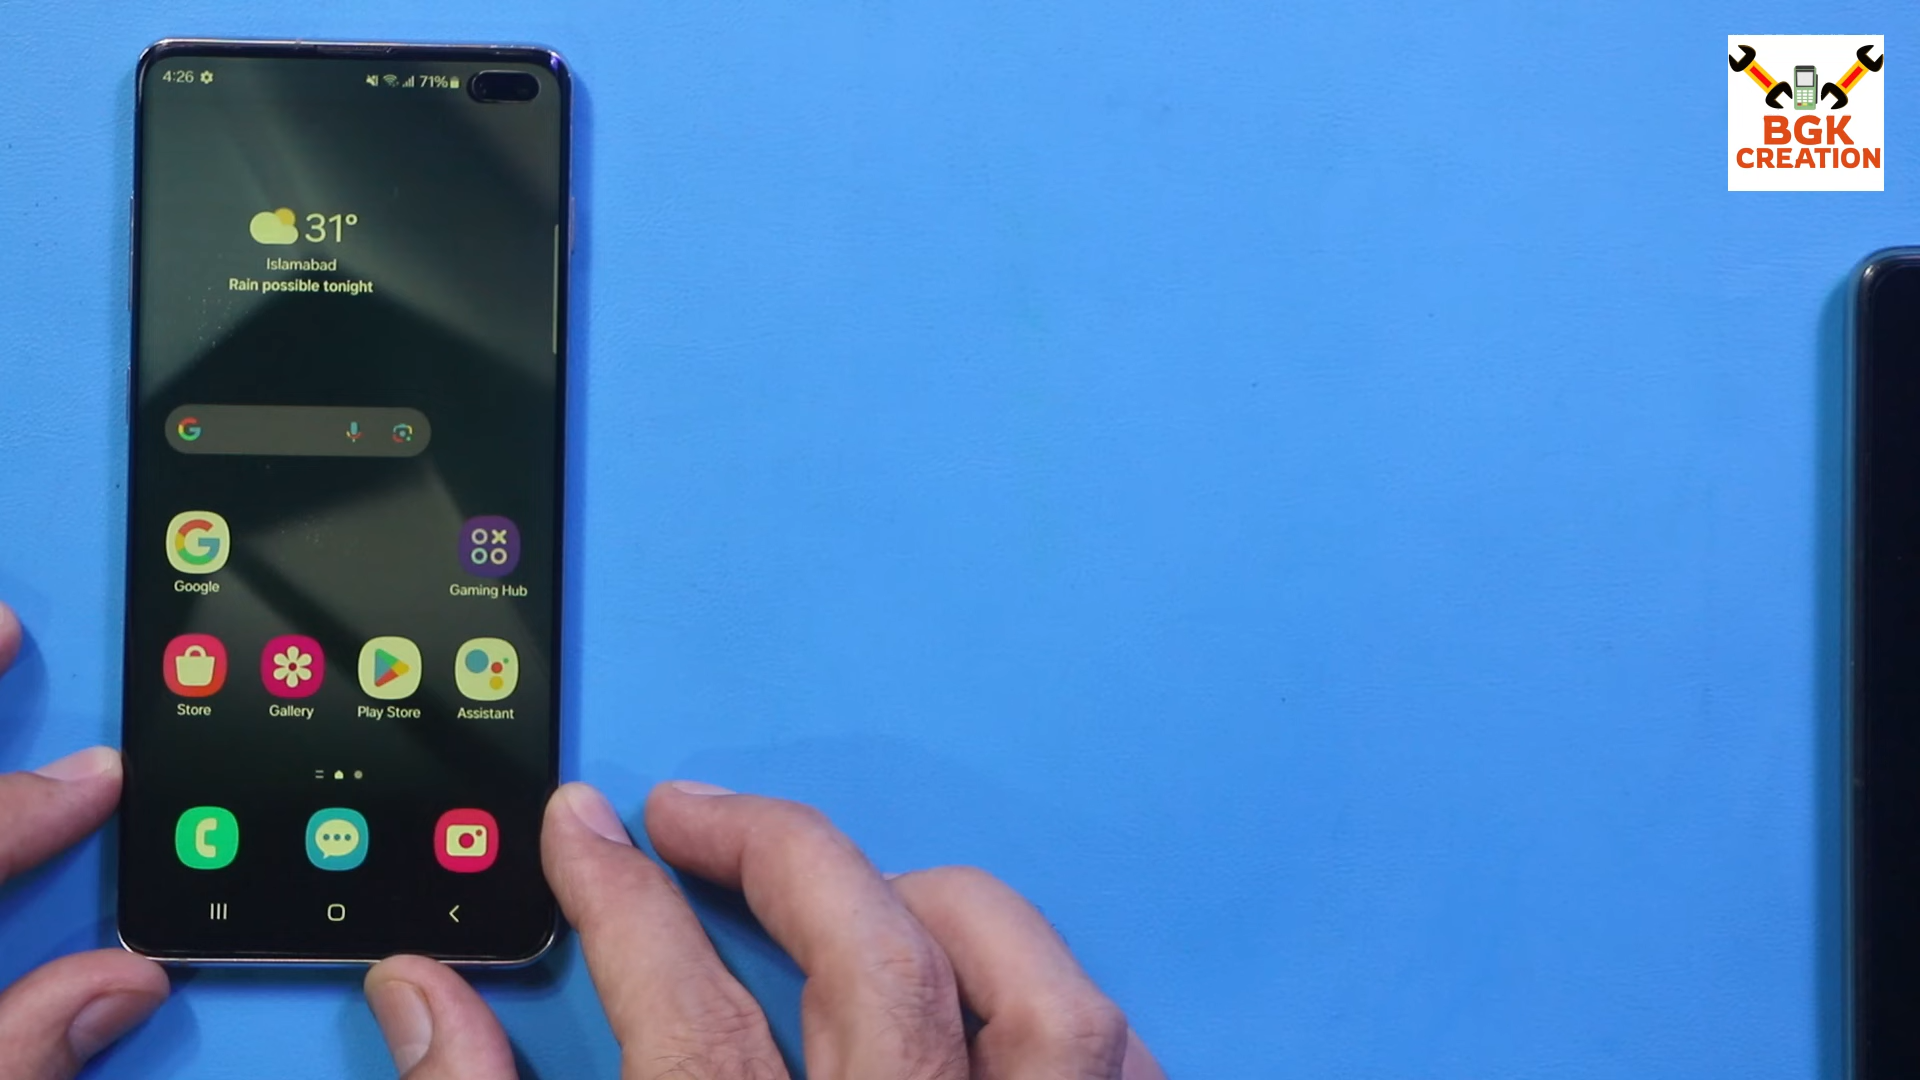 4:26
71%
31°
Islamabad
Rain possible tonight
Google
Gaming Hub
Store
Gallery
Play Store
Assistant
BGK
CREATION